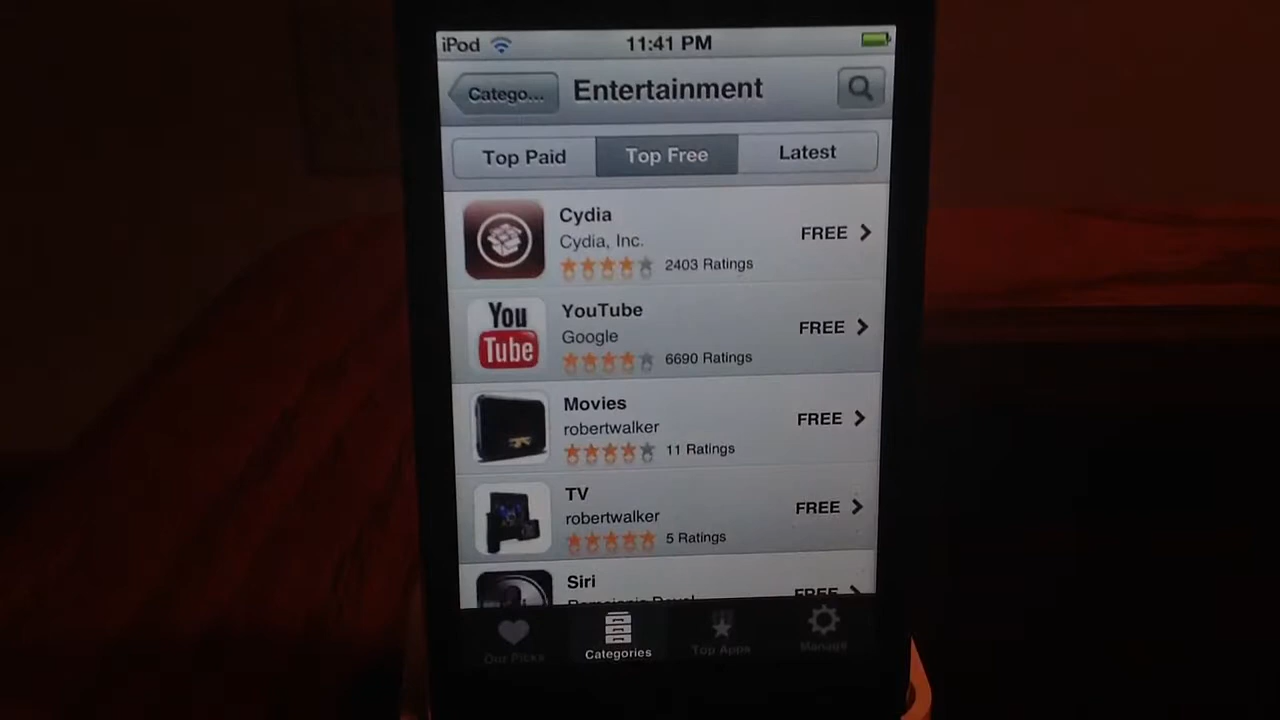 iPod 11:41 PM
Catego... Entertainment
Top Paid Top Free Latest
Cydia
Cydia, Inc.
2403 Ratings
FREE
You
Tube
YouTube
Google
6690 Ratings
FREE
Movies
robertwalker
11 Ratings
FREE
TV
robertwalker
5 Ratings
FREE
Siri
FREE
Our Picks Categories Top Apps Manage